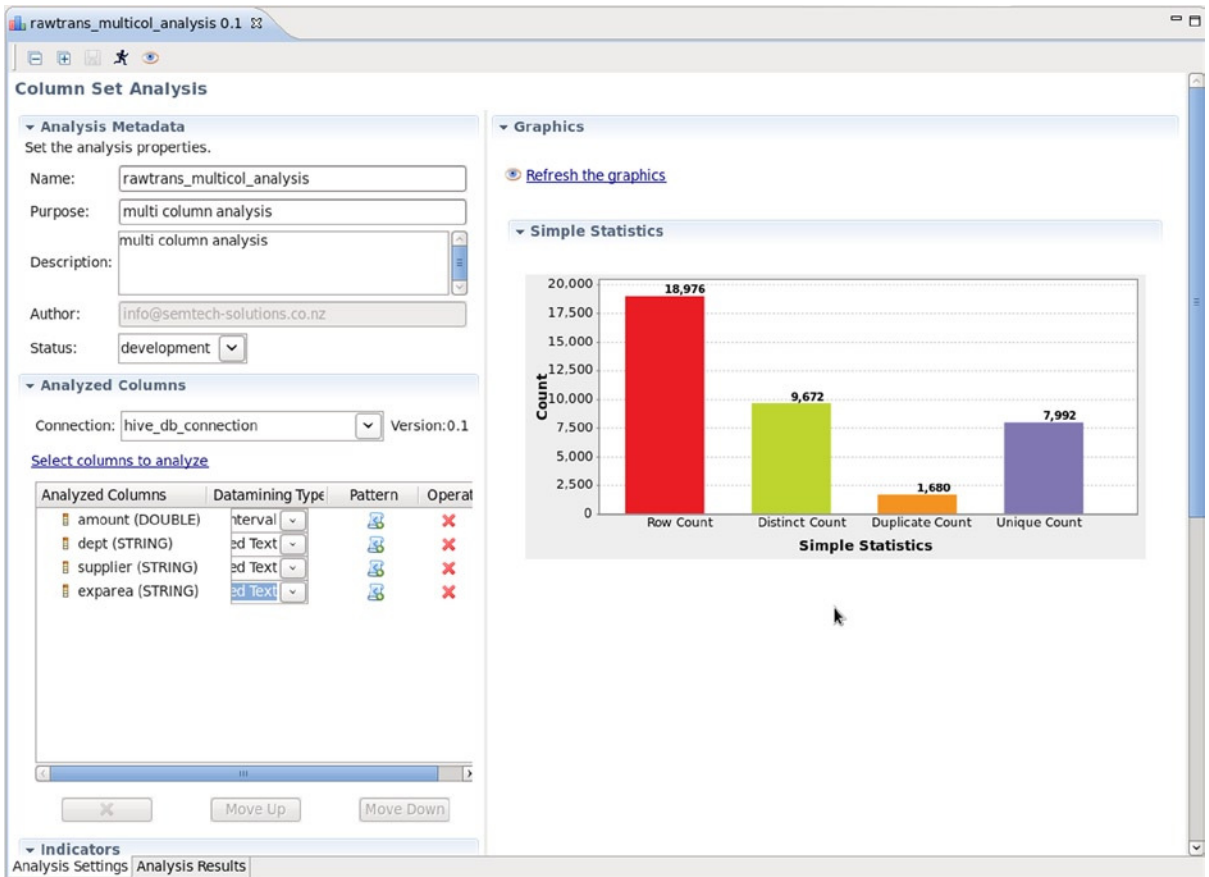 rawtrans_multicol_analysis 0.1
Column Set Analysis
Analysis Metadata
Set the analysis properties.
Name: rawtrans_multicol_analysis
Purpose: multi column analysis
Description: multi column analysis
Author: info@semtech-solutions.co.nz
Status: development
Analyzed Columns
Connection: hive_db_connection Version:0.1
Select columns to analyze
Analyzed Columns Datamining Type Pattern Operat
amount (DOUBLE) nterval
dept (STRING) ed Text
supplier (STRING) ed Text
exparea (STRING) ed Text
Move Up Move Down
Indicators
Analysis Settings Analysis Results
Graphics
Refresh the graphics
Simple Statistics
20,000
17,500
15,000
12,500
10,000
7,500
5,000
2,500
0
Count
18,976
9,672
1,680
7,992
Row Count Distinct Count Duplicate Count Unique Count
Simple Statistics